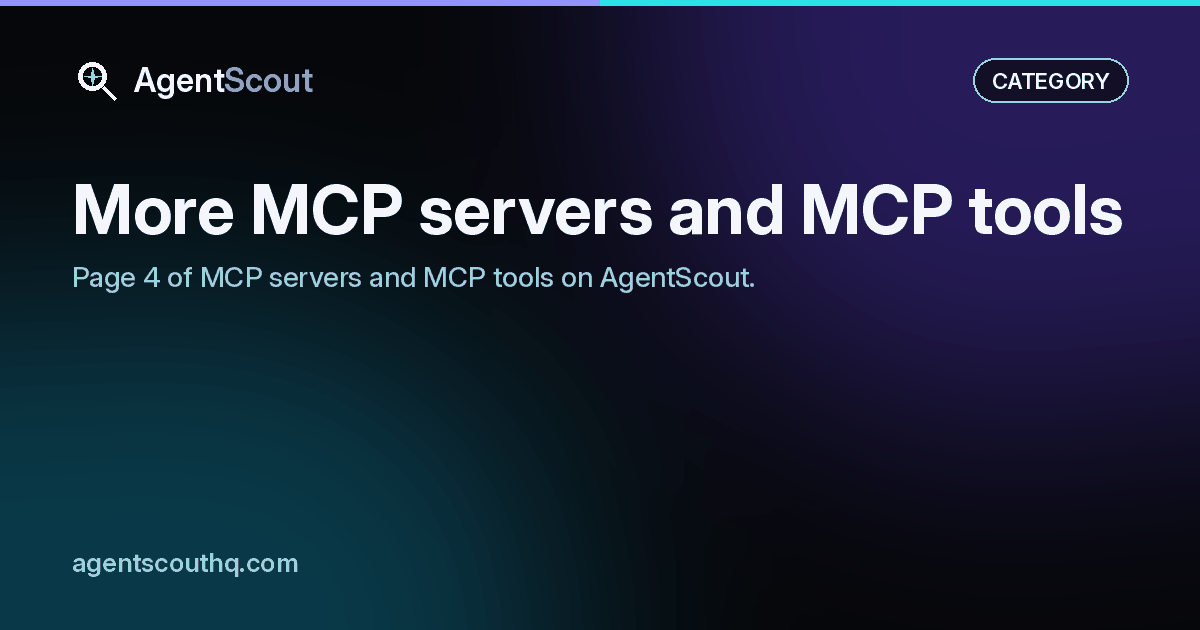 AgentScout
CATEGORY
More MCP servers and MCP tools
Page 4 of MCP servers and MCP tools on AgentScout.
agentscouthq.com